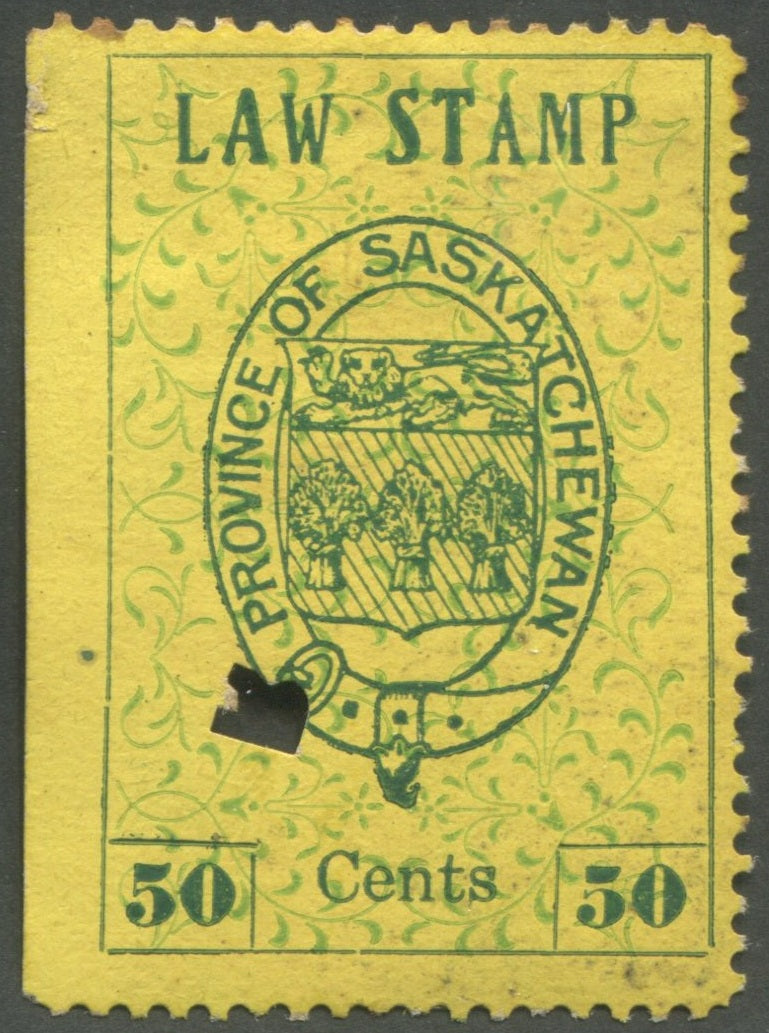 LAW STAMP
PROVINCE OF SASKATCHEWAN
Cents
50 50